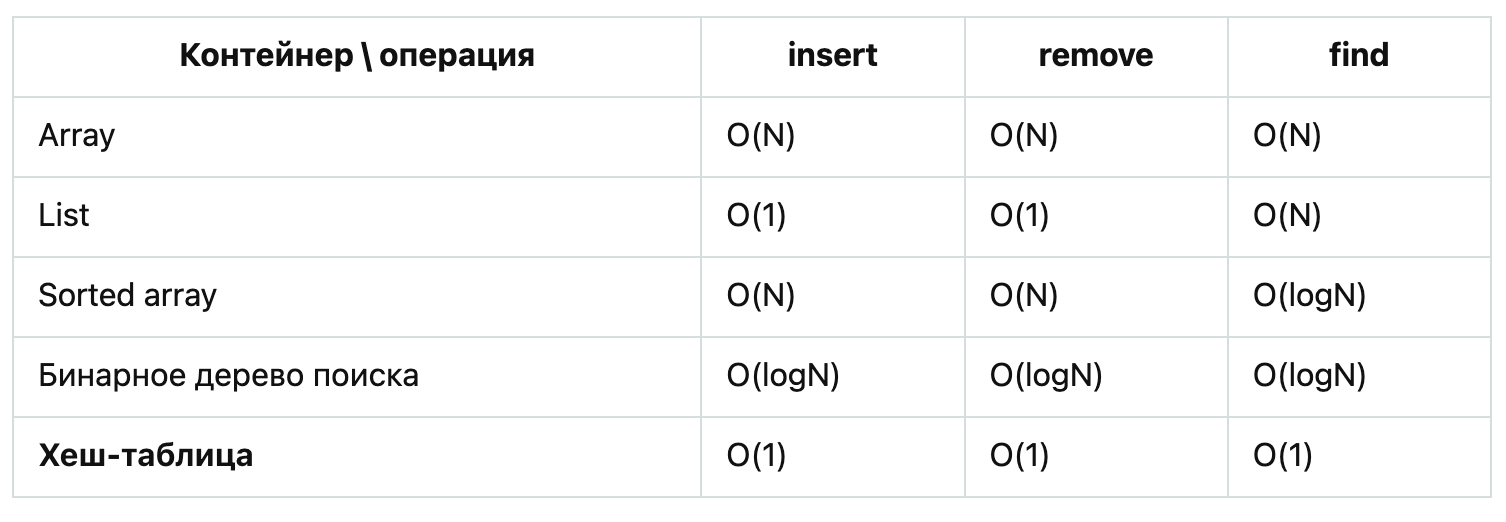 Контейнер \ операция insert remove find
Array O(N) O(N) O(N)
List O(1) O(1) O(N)
Sorted array O(N) O(N) O(logN)
Бинарное дерево поиска O(logN) O(logN) O(logN)
Хеш-таблица O(1) O(1) O(1)